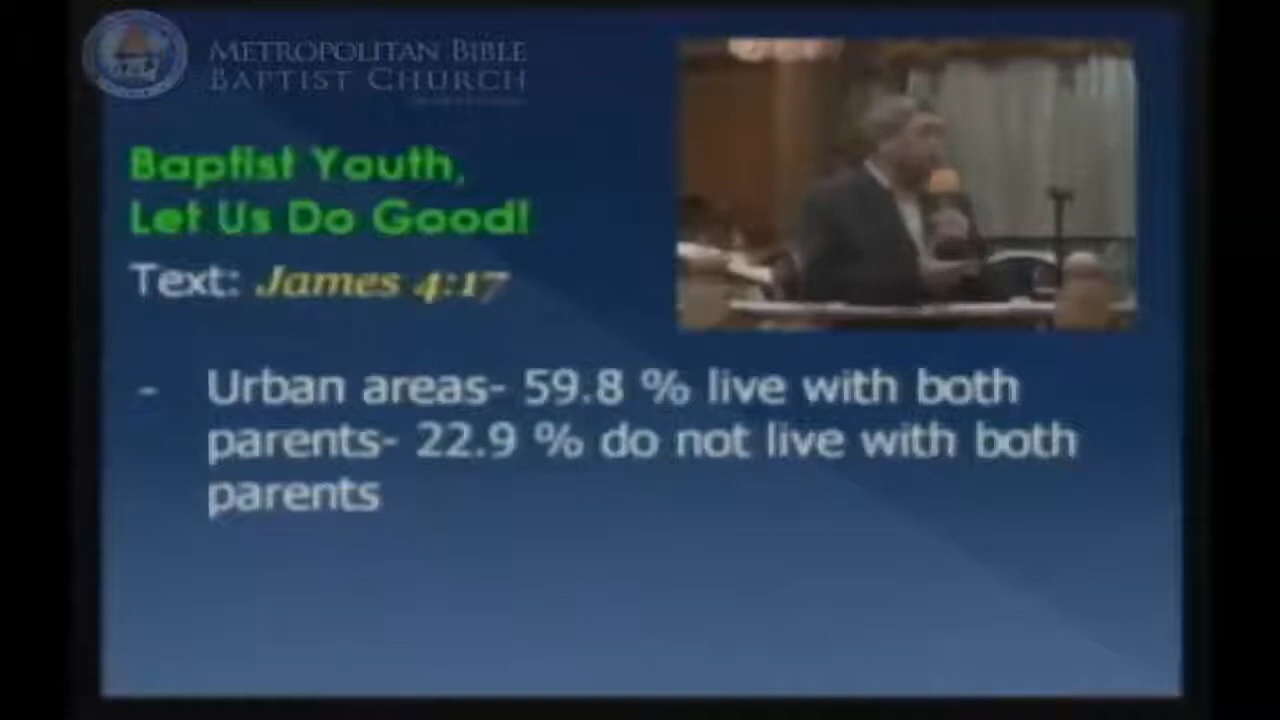 METROPOLITAN BIBLE
BAPTIST CHURCH
Baptist Youth,
Let Us Do Good!
Text: James 4:17
- Urban areas- 59.8 % live with both
parents- 22.9 % do not live with both
parents